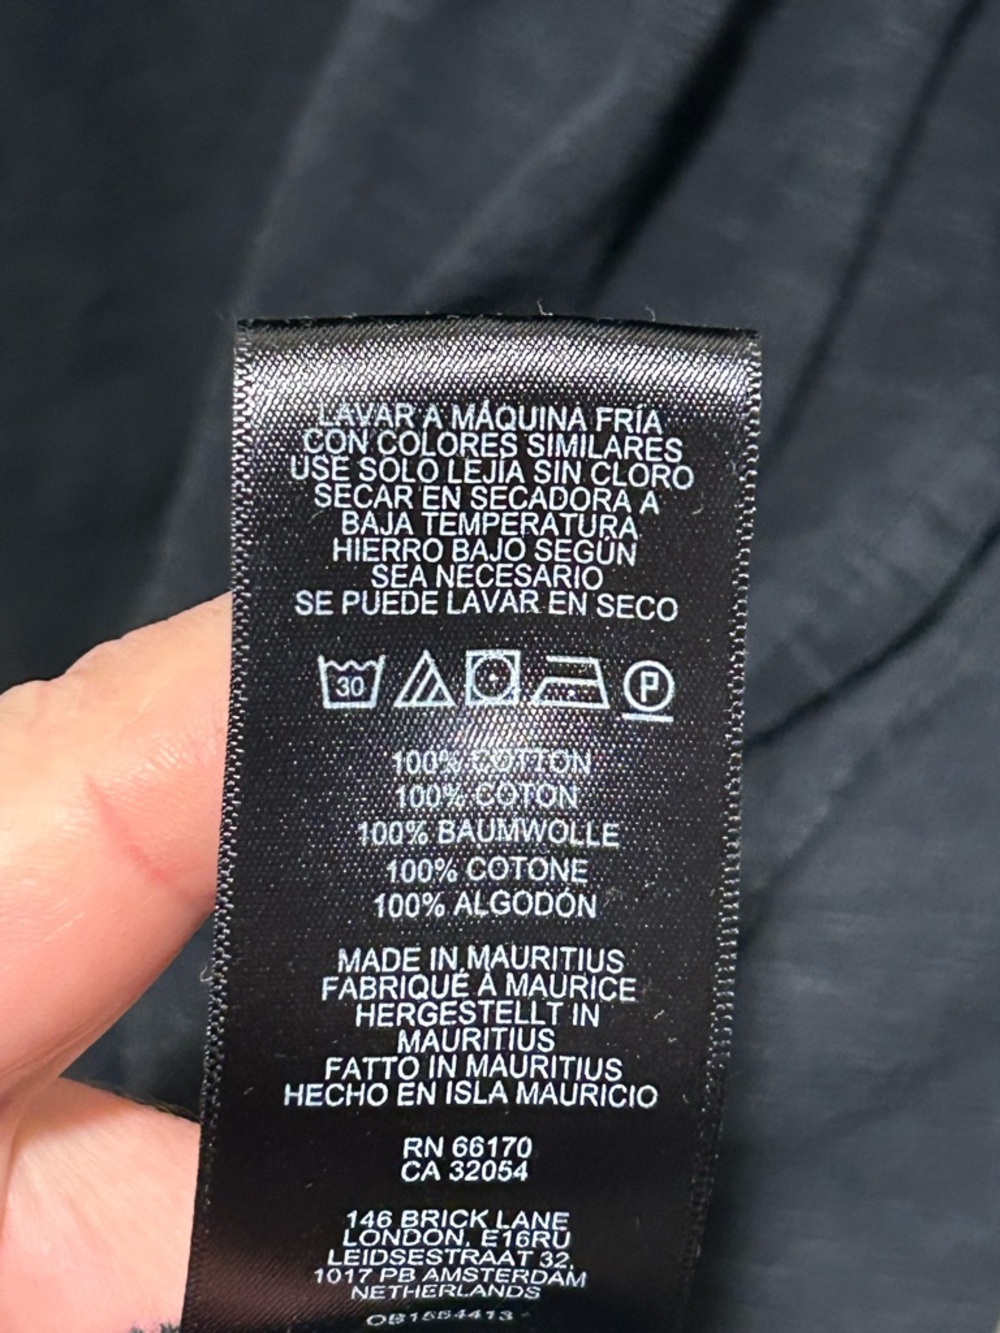 LAVAR A MÁQUINA FRÍA
CON COLORES SIMILARES
USE SOLO LEJÍA SIN CLORO
SECAR EN SECADORA A
BAJA TEMPERATURA
HIERRO BAJO SEGÚN
SEA NECESARIO
SE PUEDE LAVAR EN SECO
30 P
100% COTTON
100% COTON
100% BAUMWOLLE
100% COTONE
100% ALGODÓN
MADE IN MAURITIUS
FABRIQUÉ À MAURICE
HERGESTELLT IN
MAURITIUS
FATTO IN MAURITIUS
HECHO EN ISLA MAURICIO
RN 66170
CA 32054
146 BRICK LANE
LONDON, E16RU
LEIDSESTRAAT 32,
1017 PB AMSTERDAM
NETHERLANDS